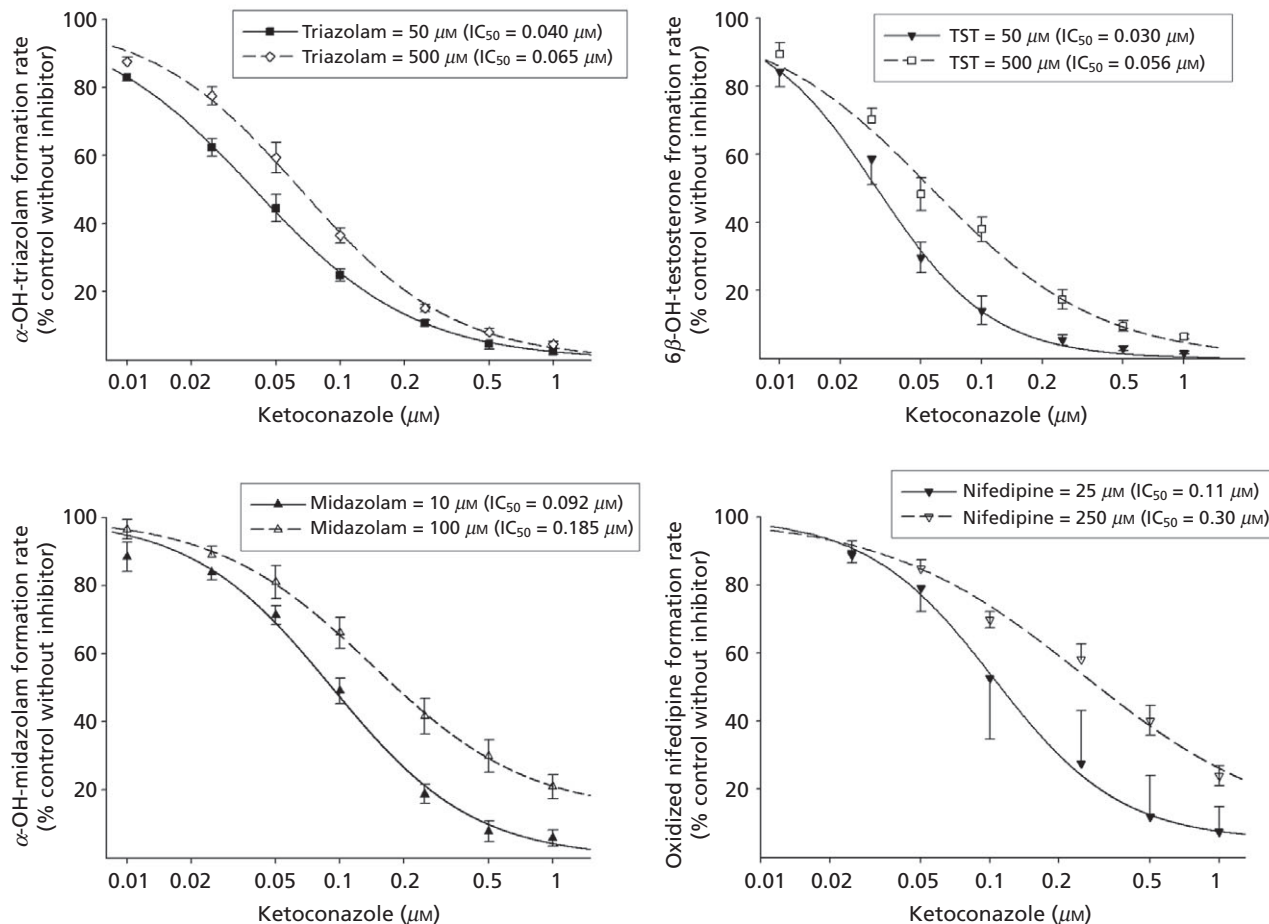 Triazolam = 50 μM (IC50 = 0.040 μM)
Triazolam = 500 μM (IC50 = 0.065 μM)
α-OH-triazolam formation rate
(% control without inhibitor)
100
80
60
40
20
0.01 0.02 0.05 0.1 0.2 0.5 1
Ketoconazole (μM)
TST = 50 μM (IC50 = 0.030 μM)
TST = 500 μM (IC50 = 0.056 μM)
6β-OH-testosterone fromation rate
(% control without inhibitor)
100
80
60
40
20
0.01 0.02 0.05 0.1 0.2 0.5 1
Ketoconazole (μM)
Midazolam = 10 μM (IC50 = 0.092 μM)
Midazolam = 100 μM (IC50 = 0.185 μM)
α-OH-midazolam formation rate
(% control without inhibitor)
100
80
60
40
20
0.01 0.02 0.05 0.1 0.2 0.5 1
Ketoconazole (μM)
Nifedipine = 25 μM (IC50 = 0.11 μM)
Nifedipine = 250 μM (IC50 = 0.30 μM)
Oxidized nifedipine formation rate
(% control without inhibitor)
100
80
60
40
20
0.01 0.02 0.05 0.1 0.2 0.5 1
Ketoconazole (μM)